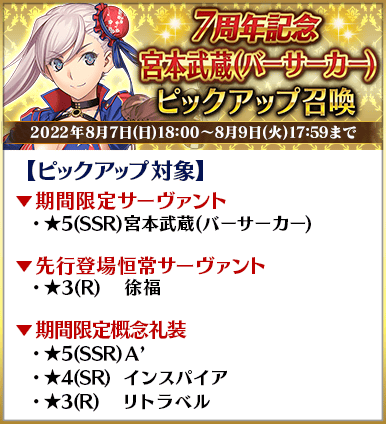 7周年記念
宮本武蔵(バーサーカー)
ピックアップ召喚
2022年8月7日(日)18:00～8月9日(火)17:59まで
【ピックアップ対象】
▼期間限定サーヴァント
・★5(SSR)宮本武蔵(バーサーカー)
▼先行登場恒常サーヴァント
・★3(R) 徐福
▼期間限定概念礼装
・★5(SSR)A’
・★4(SR) インスパイア
・★3(R) リトラベル